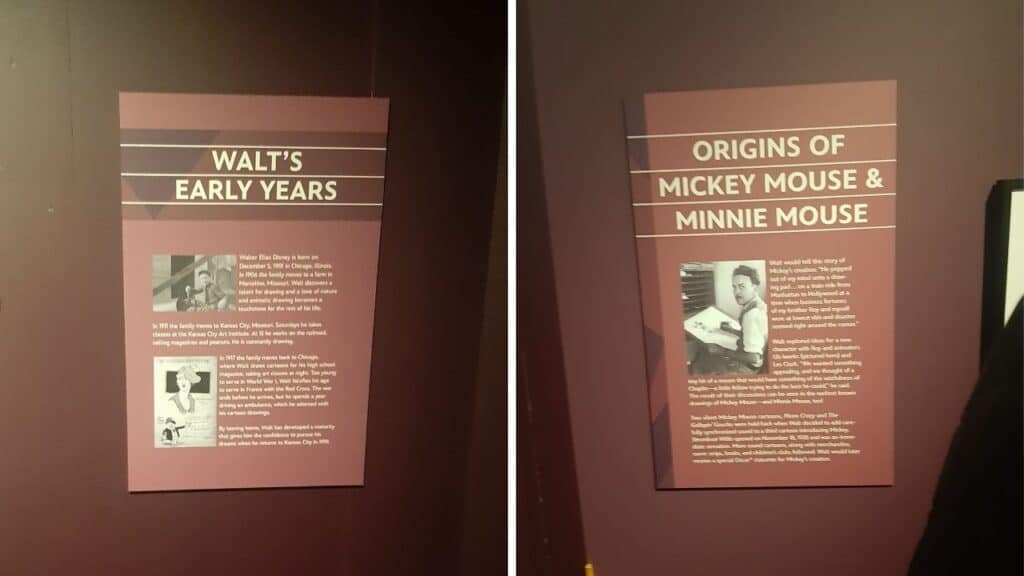 WALT'S
EARLY YEARS
Walter Elias Disney is born on
December 5, 1901 in Chicago, Illinois.
In 1906 the family moves to a farm in
Marceline, Missouri. Walt discovers a
talent for drawing and a love of nature
and animals; drawing becomes a
touchstone for the rest of his life.
In 1911 the family moves to Kansas City, Missouri. Saturdays he takes
classes at the Kansas City Art Institute. At 15 he works on the railroad,
selling magazines and peanuts. He is constantly drawing.
In 1917 the family moves back to Chicago,
where Walt draws cartoons for his high school
magazine, taking art classes at night. Too young
to serve in World War I, Walt falsifies his age
to serve in France with the Red Cross. The war
ends before he arrives, but he spends a year
driving an ambulance, which he adorned with
his cartoon drawings.
By leaving teens, Walt has developed a maturity
that gives him the confidence to pursue his
dreams when he returns to Kansas City in 1919.
ORIGINS OF
MICKEY MOUSE &
MINNIE MOUSE
Walt would tell this story of
Mickey's creation: "He popped
out of my mind onto a draw-
ing pad... on a train ride from
Manhattan to Hollywood at a
time when business fortunes
of my brother Roy and myself
were at lowest ebb and disaster
seemed right around the corner."
Walt explored ideas for a new
character with Roy and animators
Ub Iwerks (pictured here) and
Les Clark. "We wanted something
appealing, and we thought of a
tiny bit of a mouse that would have something of the wistfulness of
Chaplin—a little fellow trying to do the best he could," he said.
The result of their discussions can be seen in the earliest known
drawings of Mickey Mouse—and Minnie Mouse, too!
Two silent Mickey Mouse cartoons, Plane Crazy and The
Gallopin' Gaucho were held back when Walt decided to add care-
fully synchronized sound to a third cartoon introducing Mickey.
Steamboat Willie opened on November 18, 1928 and was an imme-
diate sensation. More sound cartoons, along with merchandise,
comic strips, books, and children's clubs, followed. Walt would later
receive a special Oscar® statuette for Mickey's creation.